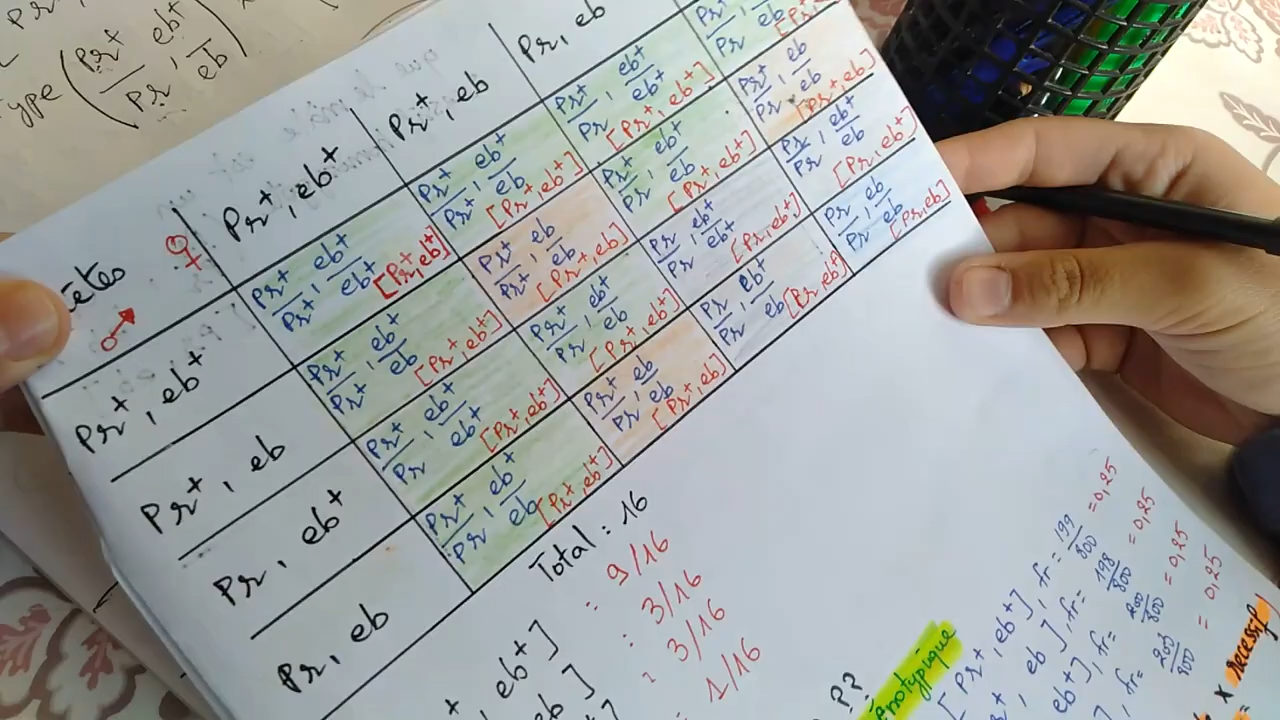 ype (Pr⁺/Pr, eb⁺/eb)
Pr⁺, eb⁺
Pr⁺, eb
Pr, eb
♀
♂
Pr⁺, eb⁺
Pr⁺/Pr⁺, eb⁺/eb⁺ [Pr⁺,eb⁺]
Pr⁺/Pr⁺, eb⁺/eb [Pr⁺,eb⁺]
Pr⁺/Pr, eb⁺/eb⁺ [Pr⁺,eb⁺]
Pr⁺, eb
Pr⁺/Pr⁺, eb⁺/eb [Pr⁺,eb⁺]
Pr⁺/Pr⁺, eb/eb [Pr⁺,eb]
Pr⁺/Pr, eb⁺/eb [Pr⁺,eb⁺]
Pr⁺/Pr, eb/eb [Pr⁺,eb]
Pr, eb⁺
Pr⁺/Pr, eb⁺/eb⁺ [Pr⁺,eb⁺]
Pr⁺/Pr, eb⁺/eb [Pr⁺,eb⁺]
Pr/Pr, eb⁺/eb⁺ [Pr,eb⁺]
Pr/Pr, eb⁺/eb [Pr,eb⁺]
Pr, eb
Pr⁺/Pr, eb⁺/eb [Pr⁺,eb⁺]
Pr⁺/Pr, eb/eb [Pr⁺,eb]
Pr/Pr, eb⁺/eb [Pr,eb⁺]
Pr/Pr, eb/eb [Pr,eb]
Total : 16
⁺, eb⁺] : 9/16
eb] : 3/16
: 3/16
1/16
P??
énotypique
[Pr⁺, eb⁺], fr = 199/800 = 0,25
, eb], fr = 198/800 = 0,25
eb⁺], fr = 200/800 = 0,25
], fr = 203/800 = 0,25
x recessif